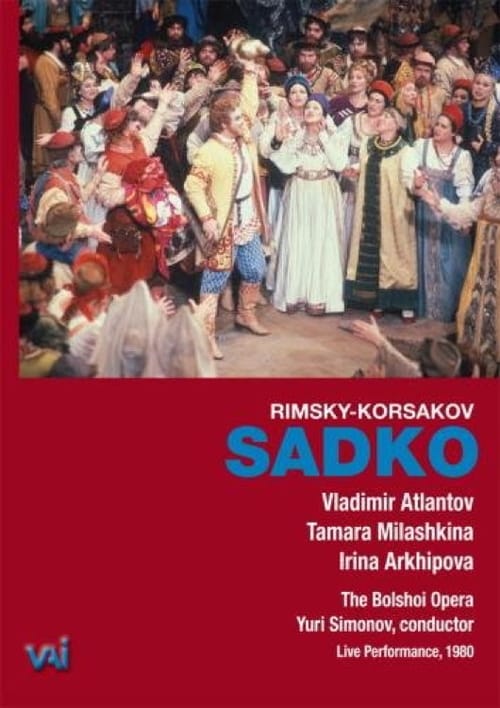 RIMSKY-KORSAKOV
SADKO
Vladimir Atlantov
Tamara Milashkina
Irina Arkhipova
The Bolshoi Opera
Yuri Simonov, conductor
Live Performance, 1980
VAI